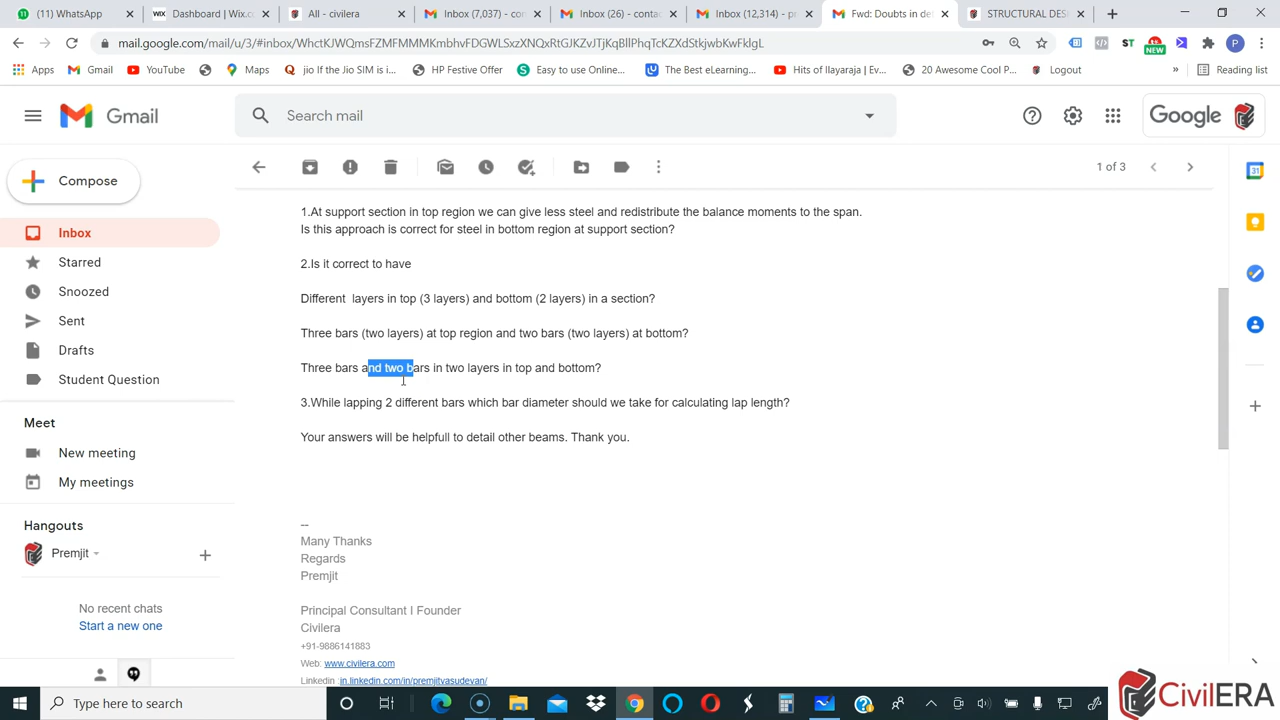 (11) WhatsApp
WIX Dashboard | Wix.c
All - civilera
Inbox (7,037) - co
Inbox (26) - conta
Inbox (12,314) - p
Fwd: Doubts in de
STRUCTURAL DES
mail.google.com/mail/u/3/#inbox/WhctKJWQmsFZMFMMMKmbRvFDGWLSxzXNQxRtGJKZvJTjKqBllPhqTcKZXdStkjwbKwFklgL
Apps
Gmail
YouTube
Maps
jio If the Jio SIM is i...
HP Festive Offer
Easy to use Online...
The Best eLearning...
Hits of Ilayaraja | Ev...
20 Awesome Cool P...
Logout
»
Reading list
ST
NEW
P
Gmail
Search mail
Google
Compose
1 of 3
Inbox
Starred
Snoozed
Sent
Drafts
Student Question
Meet
New meeting
My meetings
Hangouts
Premjit
No recent chats
Start a new one
1.At support section in top region we can give less steel and redistribute the balance moments to the span.
Is this approach is correct for steel in bottom region at support section?
2.Is it correct to have
Different layers in top (3 layers) and bottom (2 layers) in a section?
Three bars (two layers) at top region and two bars (two layers) at bottom?
Three bars and two bars in two layers in top and bottom?
3.While lapping 2 different bars which bar diameter should we take for calculating lap length?
Your answers will be helpfull to detail other beams. Thank you.
--
Many Thanks
Regards
Premjit
Principal Consultant I Founder
Civilera
+91-9886141883
Web: www.civilera.com
Linkedin :in.linkedin.com/in/premjitvasudevan/
31
Type here to search
CivilERA